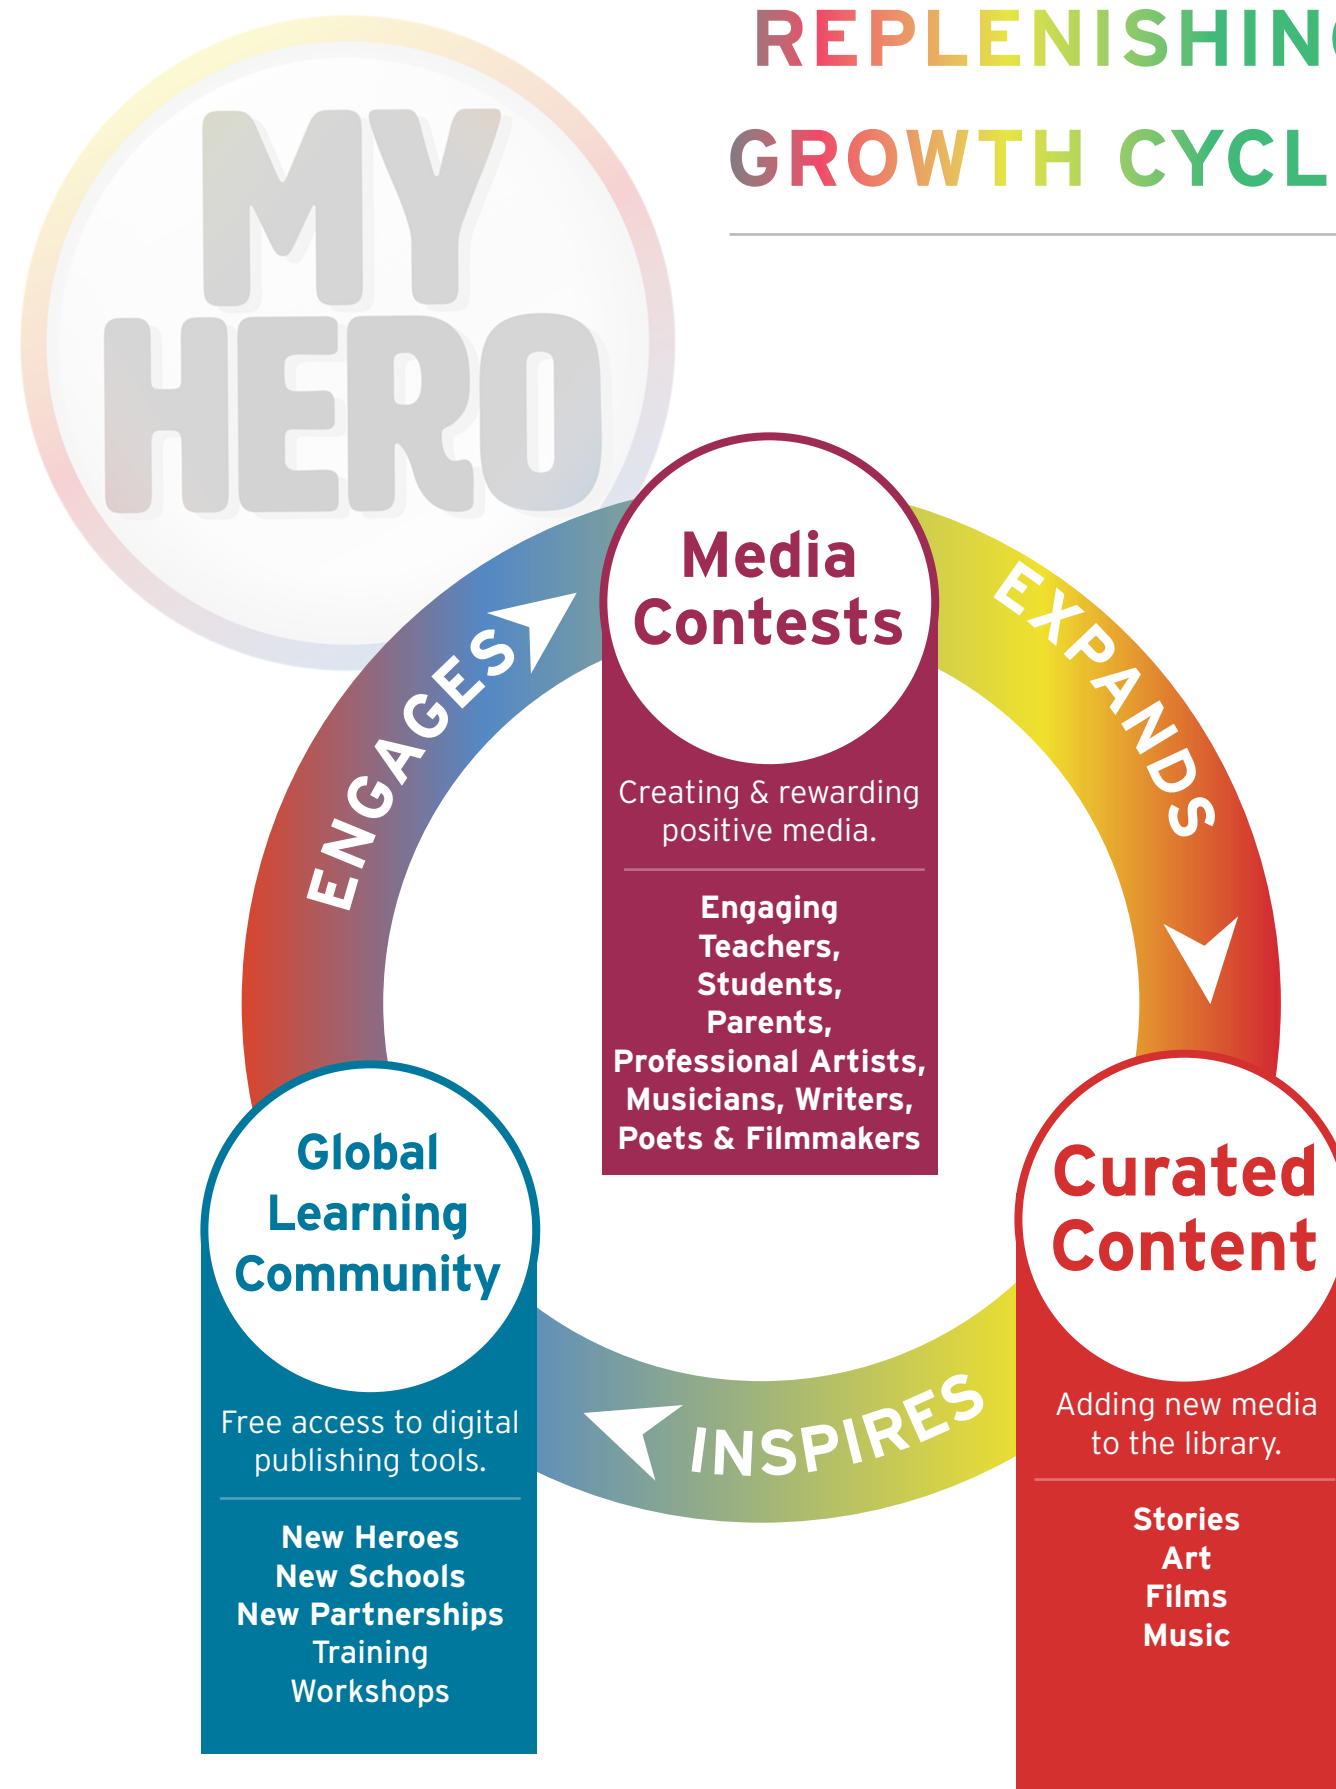 MY
HERO
REPLENISHING
GROWTH CYCL
ENGAGES
EXPANDS
INSPIRES
Media
Contests
Creating & rewarding
positive media.
Engaging
Teachers,
Students,
Parents,
Professional Artists,
Musicians, Writers,
Poets & Filmmakers
Global
Learning
Community
Free access to digital
publishing tools.
New Heroes
New Schools
New Partnerships
Training
Workshops
Curated
Content
Adding new media
to the library.
Stories
Art
Films
Music